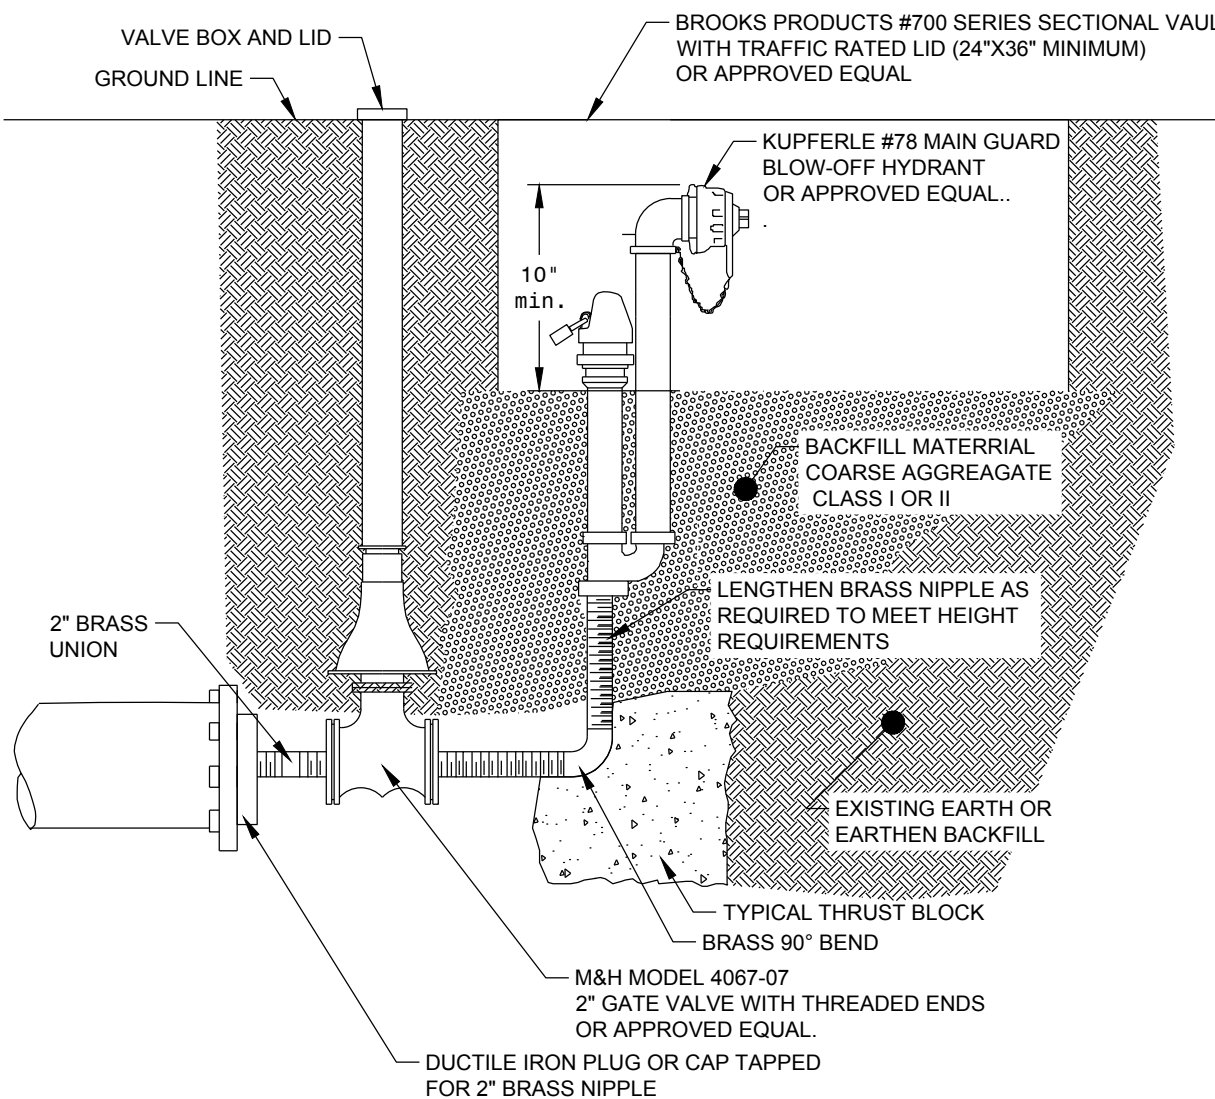 VALVE BOX AND LID
GROUND LINE
BROOKS PRODUCTS #700 SERIES SECTIONAL VAUL
WITH TRAFFIC RATED LID (24"X36" MINIMUM)
OR APPROVED EQUAL
KUPFERLE #78 MAIN GUARD
BLOW-OFF HYDRANT
OR APPROVED EQUAL..
10"
min.
BACKFILL MATERRIAL
COARSE AGGREAGATE
CLASS I OR II
LENGTHEN BRASS NIPPLE AS
REQUIRED TO MEET HEIGHT
REQUIREMENTS
2" BRASS
UNION
EXISTING EARTH OR
EARTHEN BACKFILL
TYPICAL THRUST BLOCK
BRASS 90° BEND
M&H MODEL 4067-07
2" GATE VALVE WITH THREADED ENDS
OR APPROVED EQUAL.
DUCTILE IRON PLUG OR CAP TAPPED
FOR 2" BRASS NIPPLE